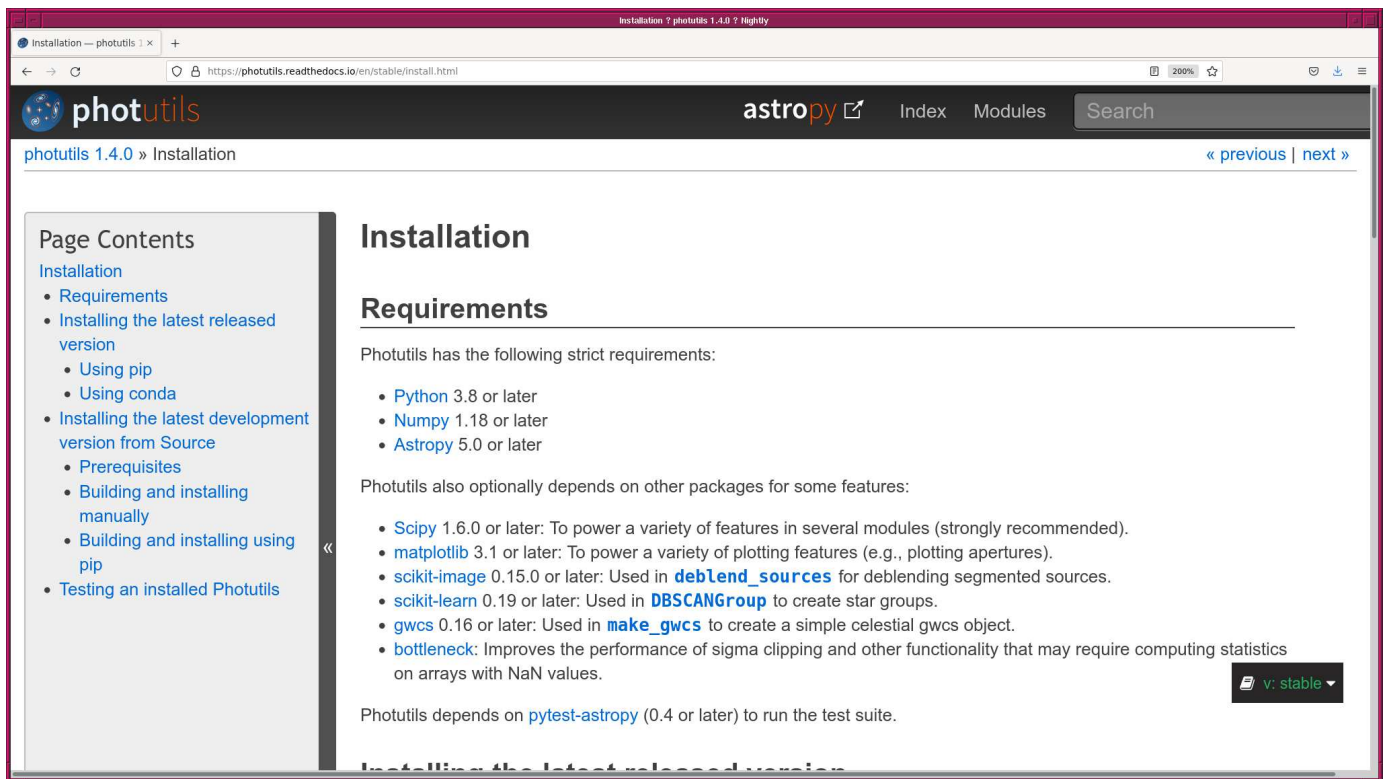 Installation ? photutils 1.4.0 ? Nightly
Installation — photutils 1 ×
+
https://photutils.readthedocs.io/en/stable/install.html
200%
photutils
astropy
Index
Modules
Search
photutils 1.4.0 » Installation
« previous | next »
Page Contents
Installation
• Requirements
• Installing the latest released
version
• Using pip
• Using conda
• Installing the latest development
version from Source
• Prerequisites
• Building and installing
manually
• Building and installing using
pip
• Testing an installed Photutils
«
Installation
Requirements
Photutils has the following strict requirements:
• Python 3.8 or later
• Numpy 1.18 or later
• Astropy 5.0 or later
Photutils also optionally depends on other packages for some features:
• Scipy 1.6.0 or later: To power a variety of features in several modules (strongly recommended).
• matplotlib 3.1 or later: To power a variety of plotting features (e.g., plotting apertures).
• scikit-image 0.15.0 or later: Used in deblend_sources for deblending segmented sources.
• scikit-learn 0.19 or later: Used in DBSCANGroup to create star groups.
• gwcs 0.16 or later: Used in make_gwcs to create a simple celestial gwcs object.
• bottleneck: Improves the performance of sigma clipping and other functionality that may require computing statistics
on arrays with NaN values.
v: stable
Photutils depends on pytest-astropy (0.4 or later) to run the test suite.
Installing the latest released version